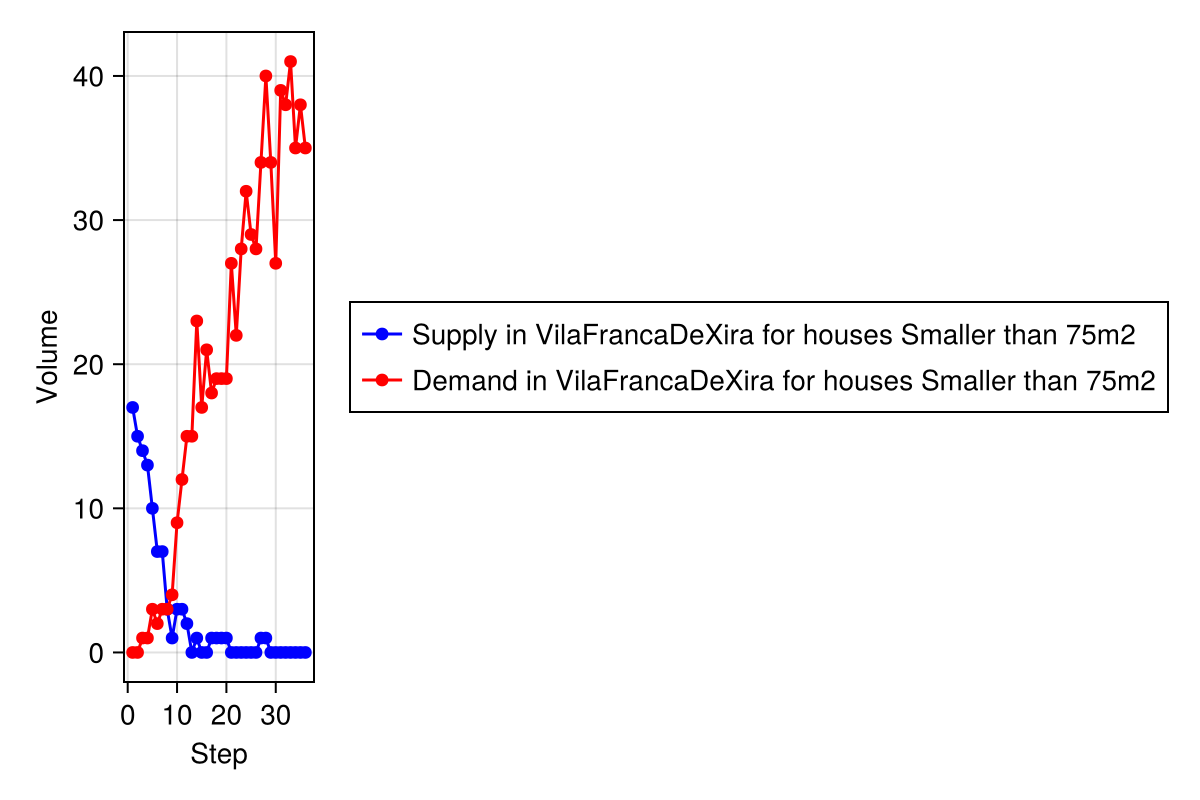 40
30
20
10
0
Volume
0 10 20 30
Step
Supply in VilaFrancaDeXira for houses Smaller than 75m2
Demand in VilaFrancaDeXira for houses Smaller than 75m2